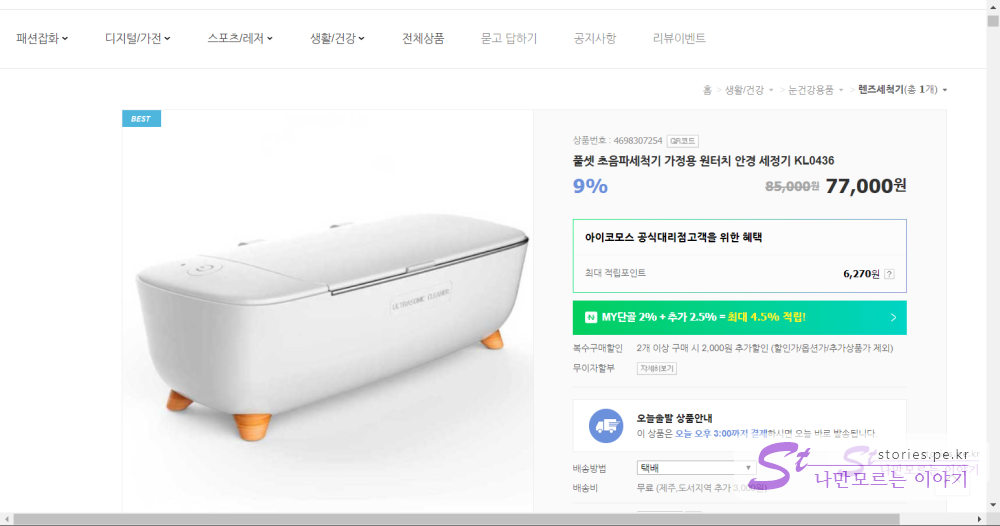 패션잡화 디지털/가전 스포츠/레저 생활/건강 전체상품 묻고 답하기 공지사항 리뷰이벤트
홈 > 생활/건강 > 눈건강용품 > 렌즈세척기(총 1개)
BEST
상품번호 : 4698307254 QR코드
풀셋 초음파세척기 가정용 원터치 안경 세정기 KL0436
9% 85,000원 77,000원
아이코모스 공식대리점고객을 위한 혜택
최대 적립포인트 6,270원 ?
N MY단골 2% + 추가 2.5% = 최대 4.5% 적립!
ULTRASONIC CLEANER
복수구매할인 2개 이상 구매 시 2,000원 추가할인 (할인가/옵션가/추가상품가 제외)
무이자할부 자세히보기
오늘출발 상품안내
이 상품은 오늘 오후 3:00까지 결제하시면 오늘 바로 발송됩니다.
배송방법 택배
배송비 무료 (제주,도서지역 추가 3,000원)
St stories.pe.kr
나만모르는 이야기